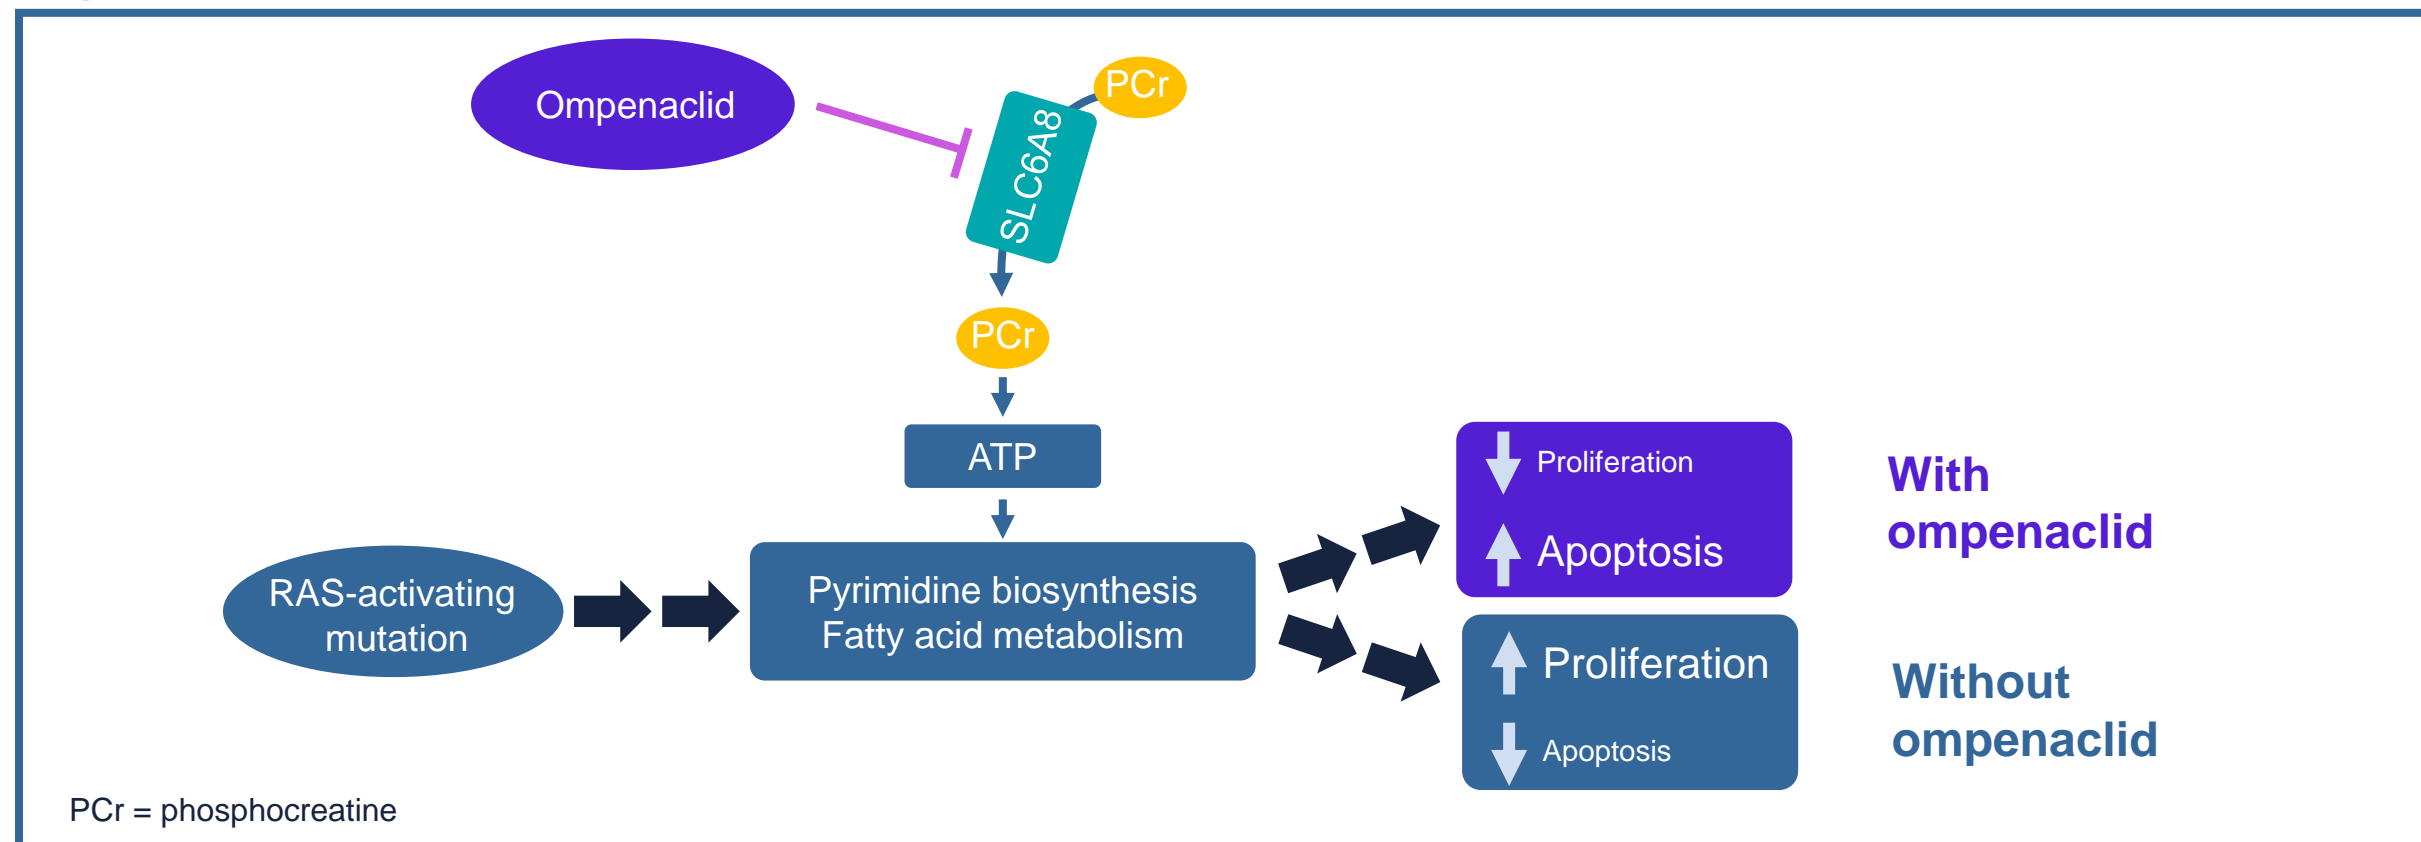 Ompenaclid
PCr
SLC6A8
PCr
ATP
RAS-activating
mutation
Pyrimidine biosynthesis
Fatty acid metabolism
Proliferation
Apoptosis
With
ompenaclid
Proliferation
Apoptosis
Without
ompenaclid
PCr = phosphocreatine